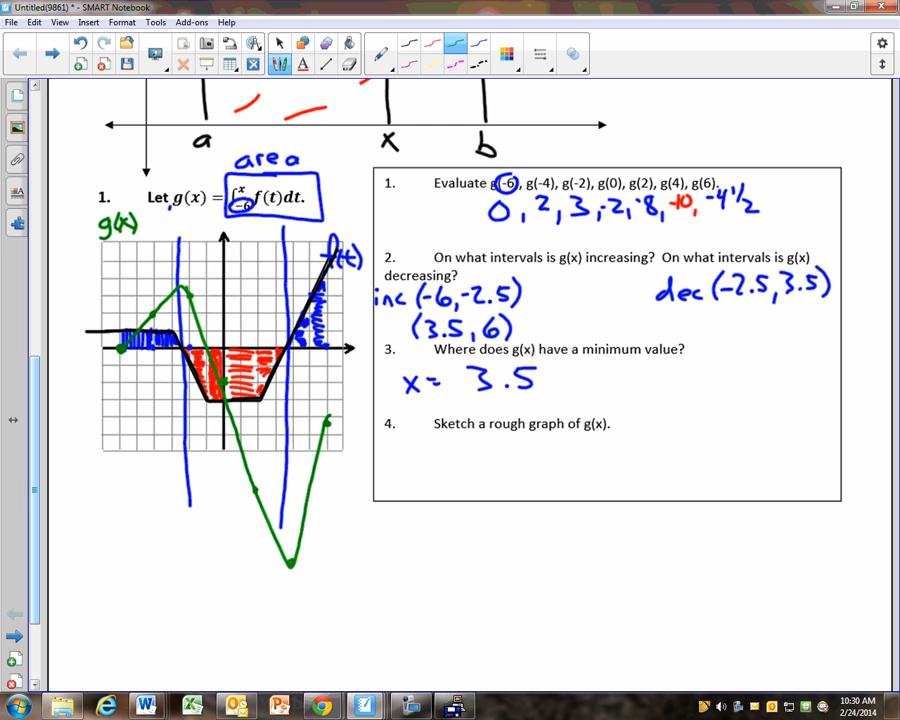 Untitled(9861) * - SMART Notebook
File Edit View Insert Format Tools Add-ons Help
a x b
area
1. Let g(x) = ∫_{-6}^{x} f(t)dt.
g(x)
f(t)
1. Evaluate g(-6), g(-4), g(-2), g(0), g(2), g(4), g(6).
0, 2, 3, -2, -8, -10, -4 1/2
2. On what intervals is g(x) increasing? On what intervals is g(x)
decreasing?
inc (-6, -2.5) dec (-2.5, 3.5)
(3.5, 6)
3. Where does g(x) have a minimum value?
x = 3.5
4. Sketch a rough graph of g(x).
10:30 AM
2/24/2014